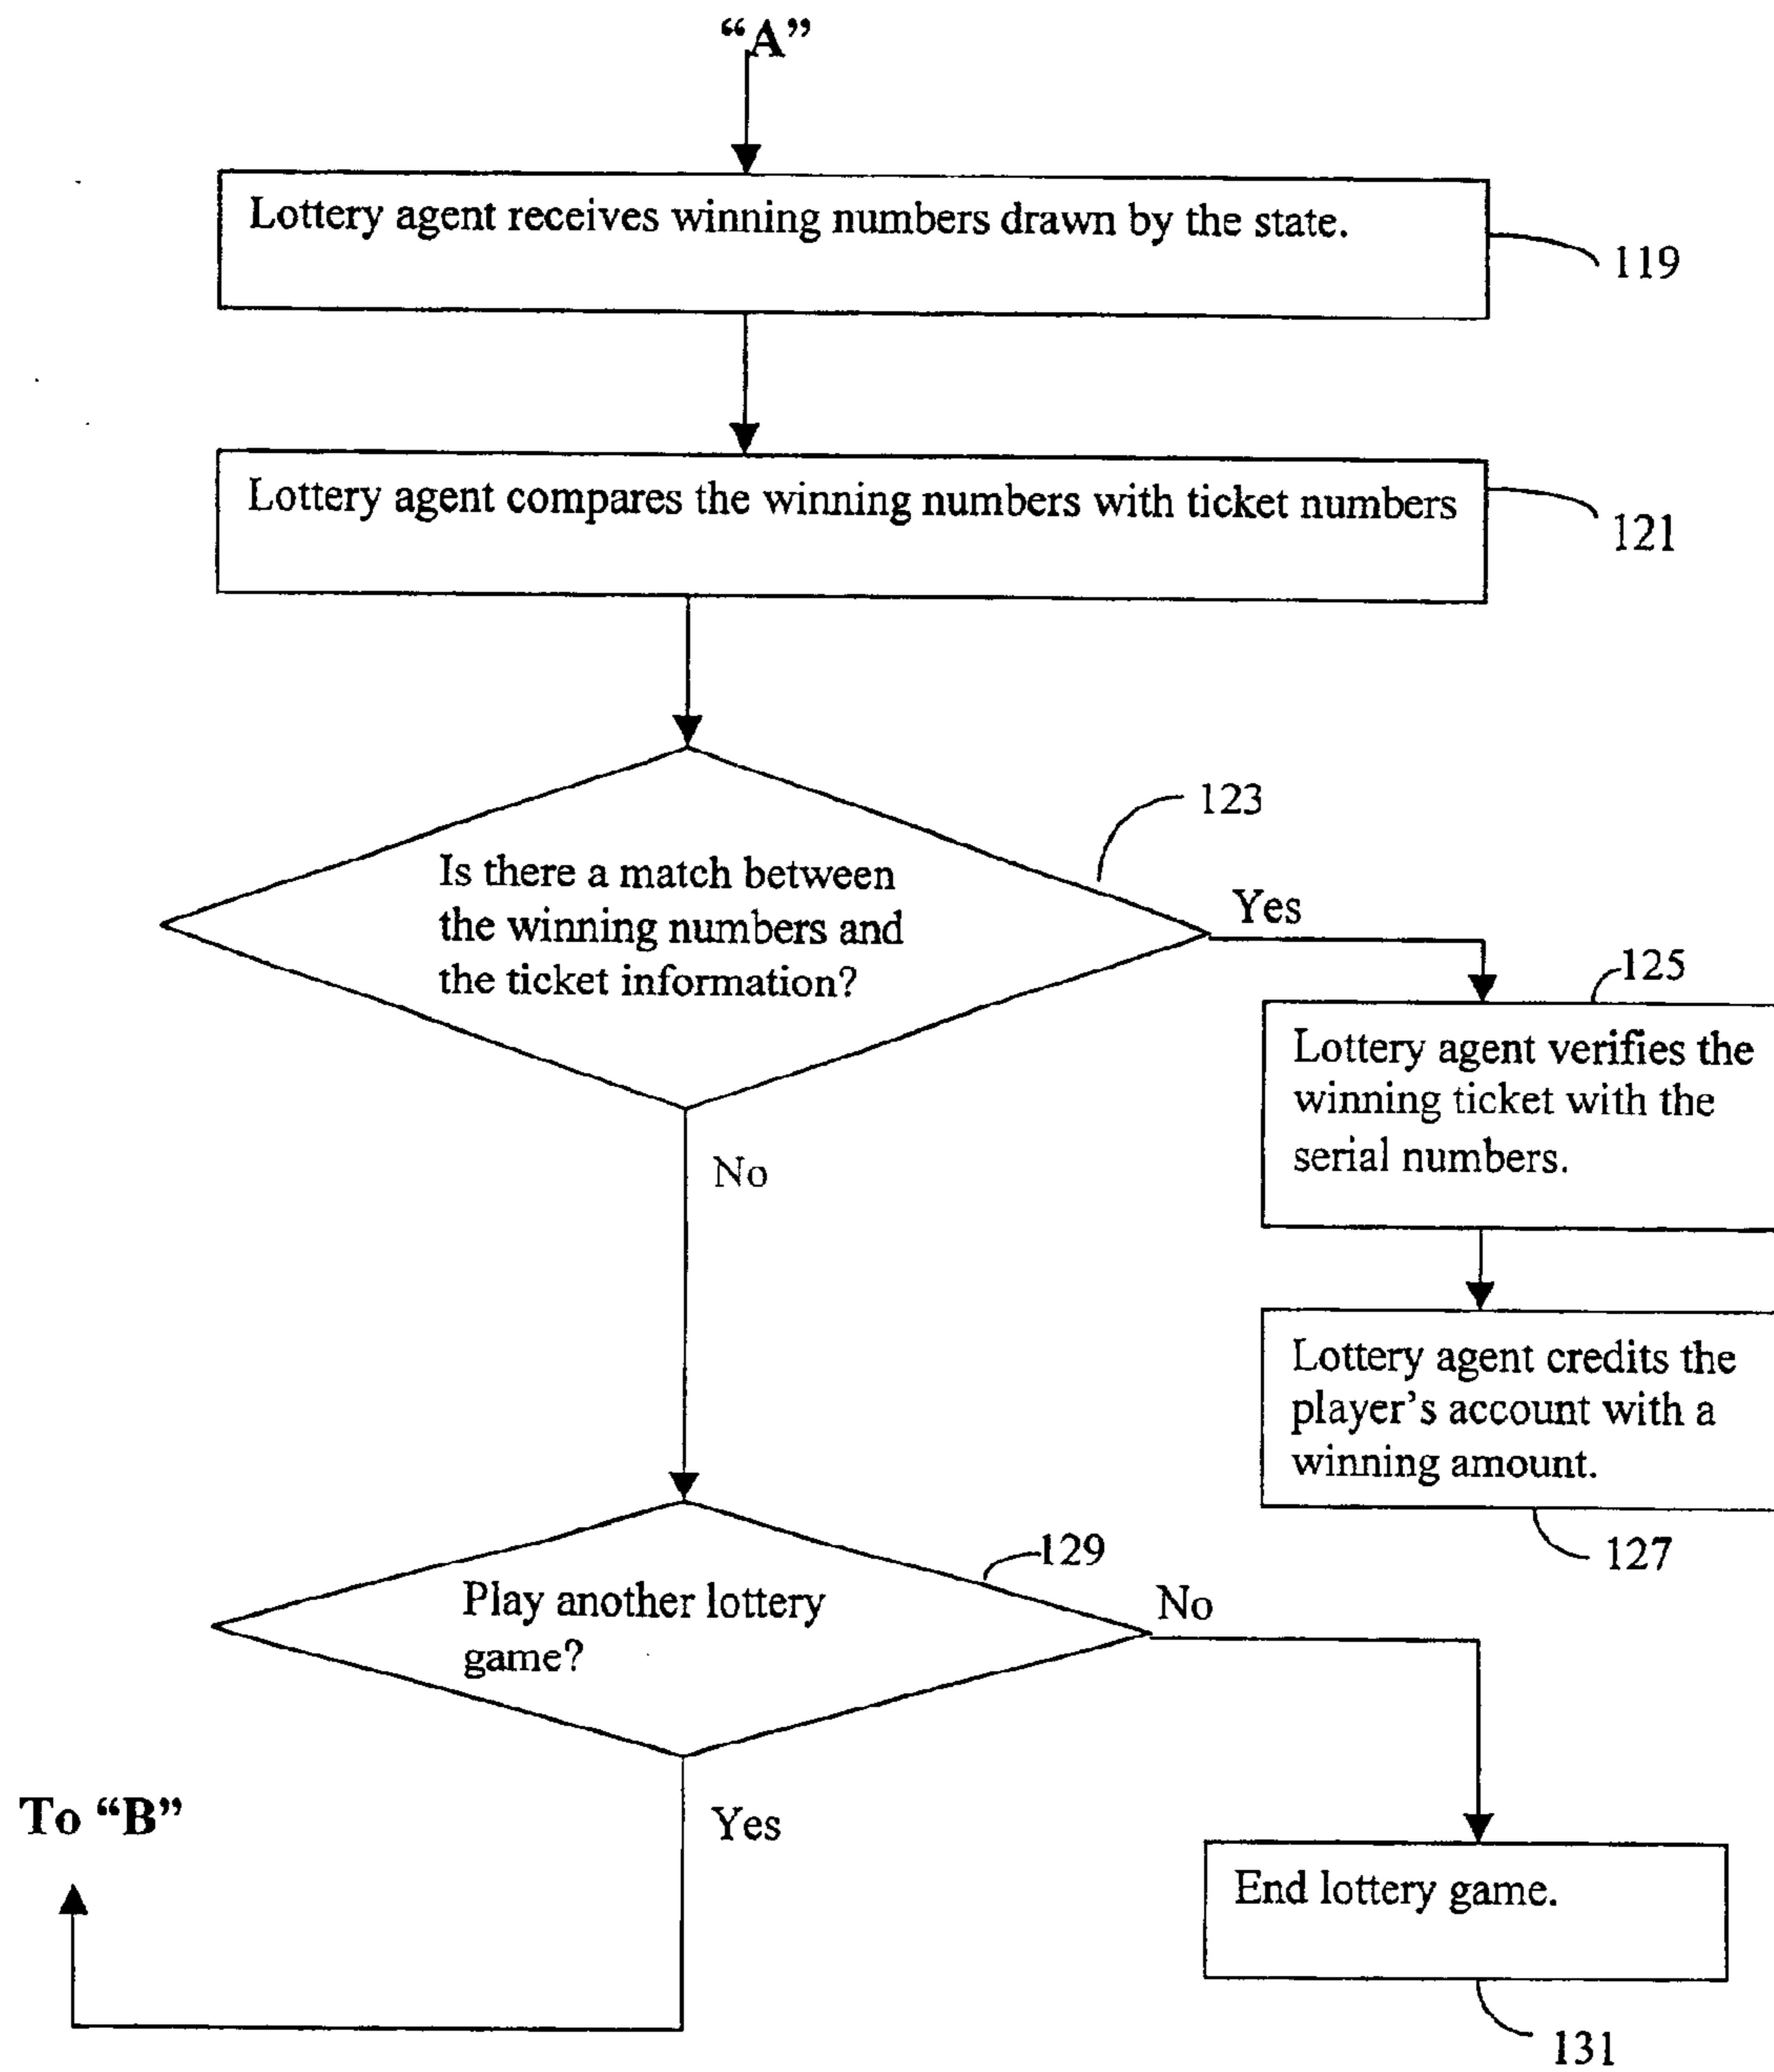 “A”
Lottery agent receives winning numbers drawn by the state.
119
Lottery agent compares the winning numbers with ticket numbers
121
123
Is there a match between
the winning numbers and
the ticket information?
Yes
125
Lottery agent verifies the
winning ticket with the
serial numbers.
No
Lottery agent credits the
player’s account with a
winning amount.
127
129
Play another lottery
game?
No
To “B”
Yes
End lottery game.
131